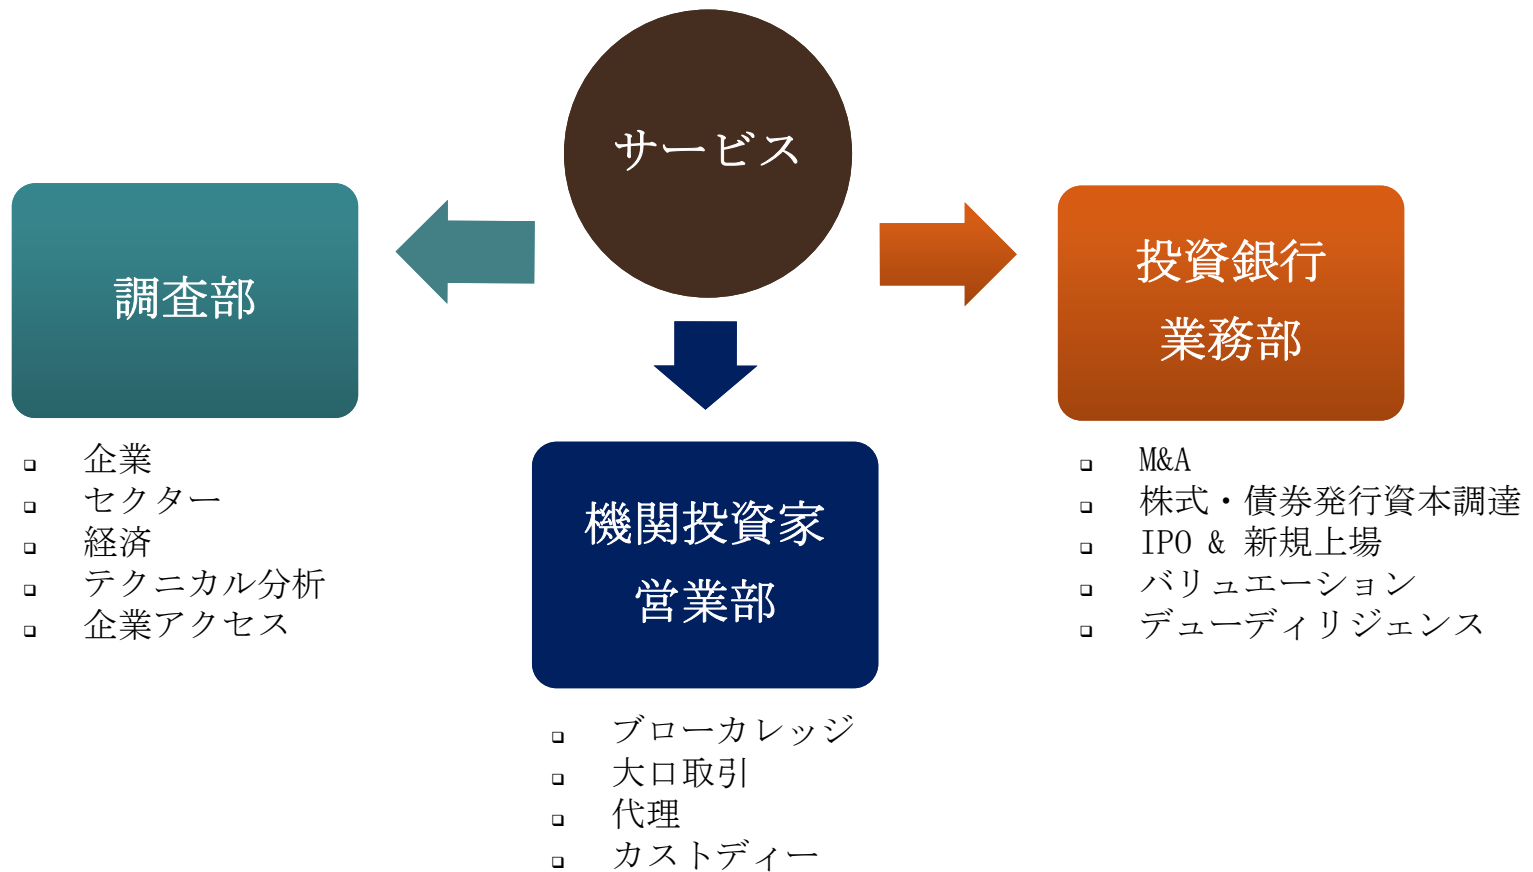 サービス
調査部
企業
セクター
経済
テクニカル分析
企業アクセス
機関投資家
営業部
ブローカレッジ
大口取引
代理
カストディー
投資銀行
業務部
M&A
株式・債券発行資本調達
IPO & 新規上場
バリュエーション
デューディリジェンス